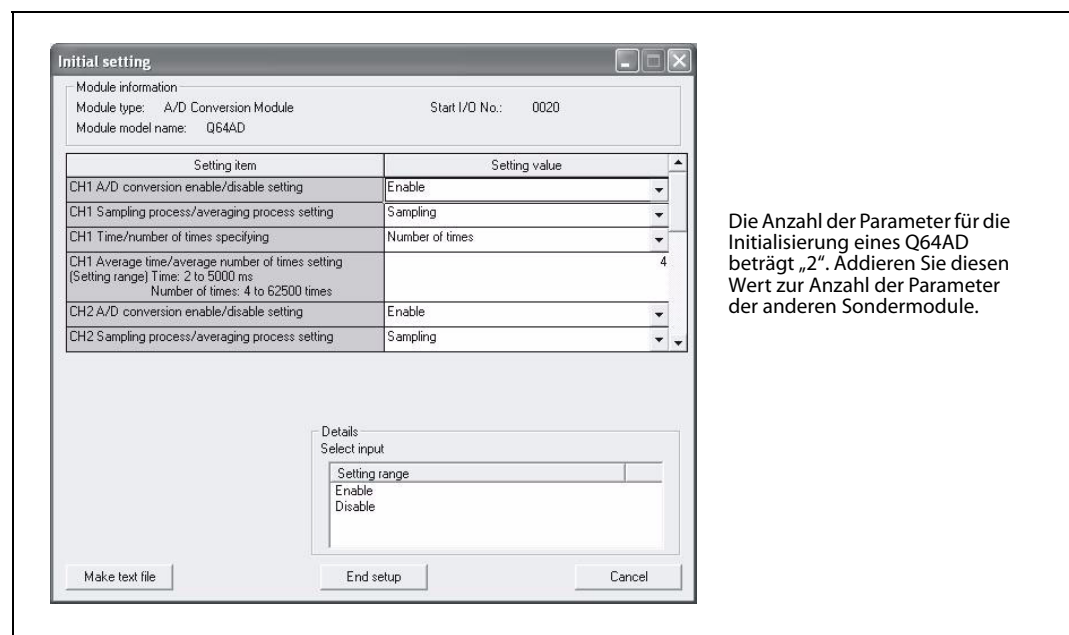 Initial setting
Module information
Module type: A/D Conversion Module Start I/O No.: 0020
Module model name: Q64AD
Setting item Setting value
CH1 A/D conversion enable/disable setting Enable
CH1 Sampling process/averaging process setting Sampling
CH1 Time/number of times specifying Number of times
CH1 Average time/average number of times setting 4
(Setting range) Time: 2 to 5000 ms
Number of times: 4 to 62500 times
CH2 A/D conversion enable/disable setting Enable
CH2 Sampling process/averaging process setting Sampling
Details
Select input
Setting range
Enable
Disable
Make text file End setup Cancel
Die Anzahl der Parameter für die
Initialisierung eines Q64AD
beträgt „2“. Addieren Sie diesen
Wert zur Anzahl der Parameter
der anderen Sondermodule.